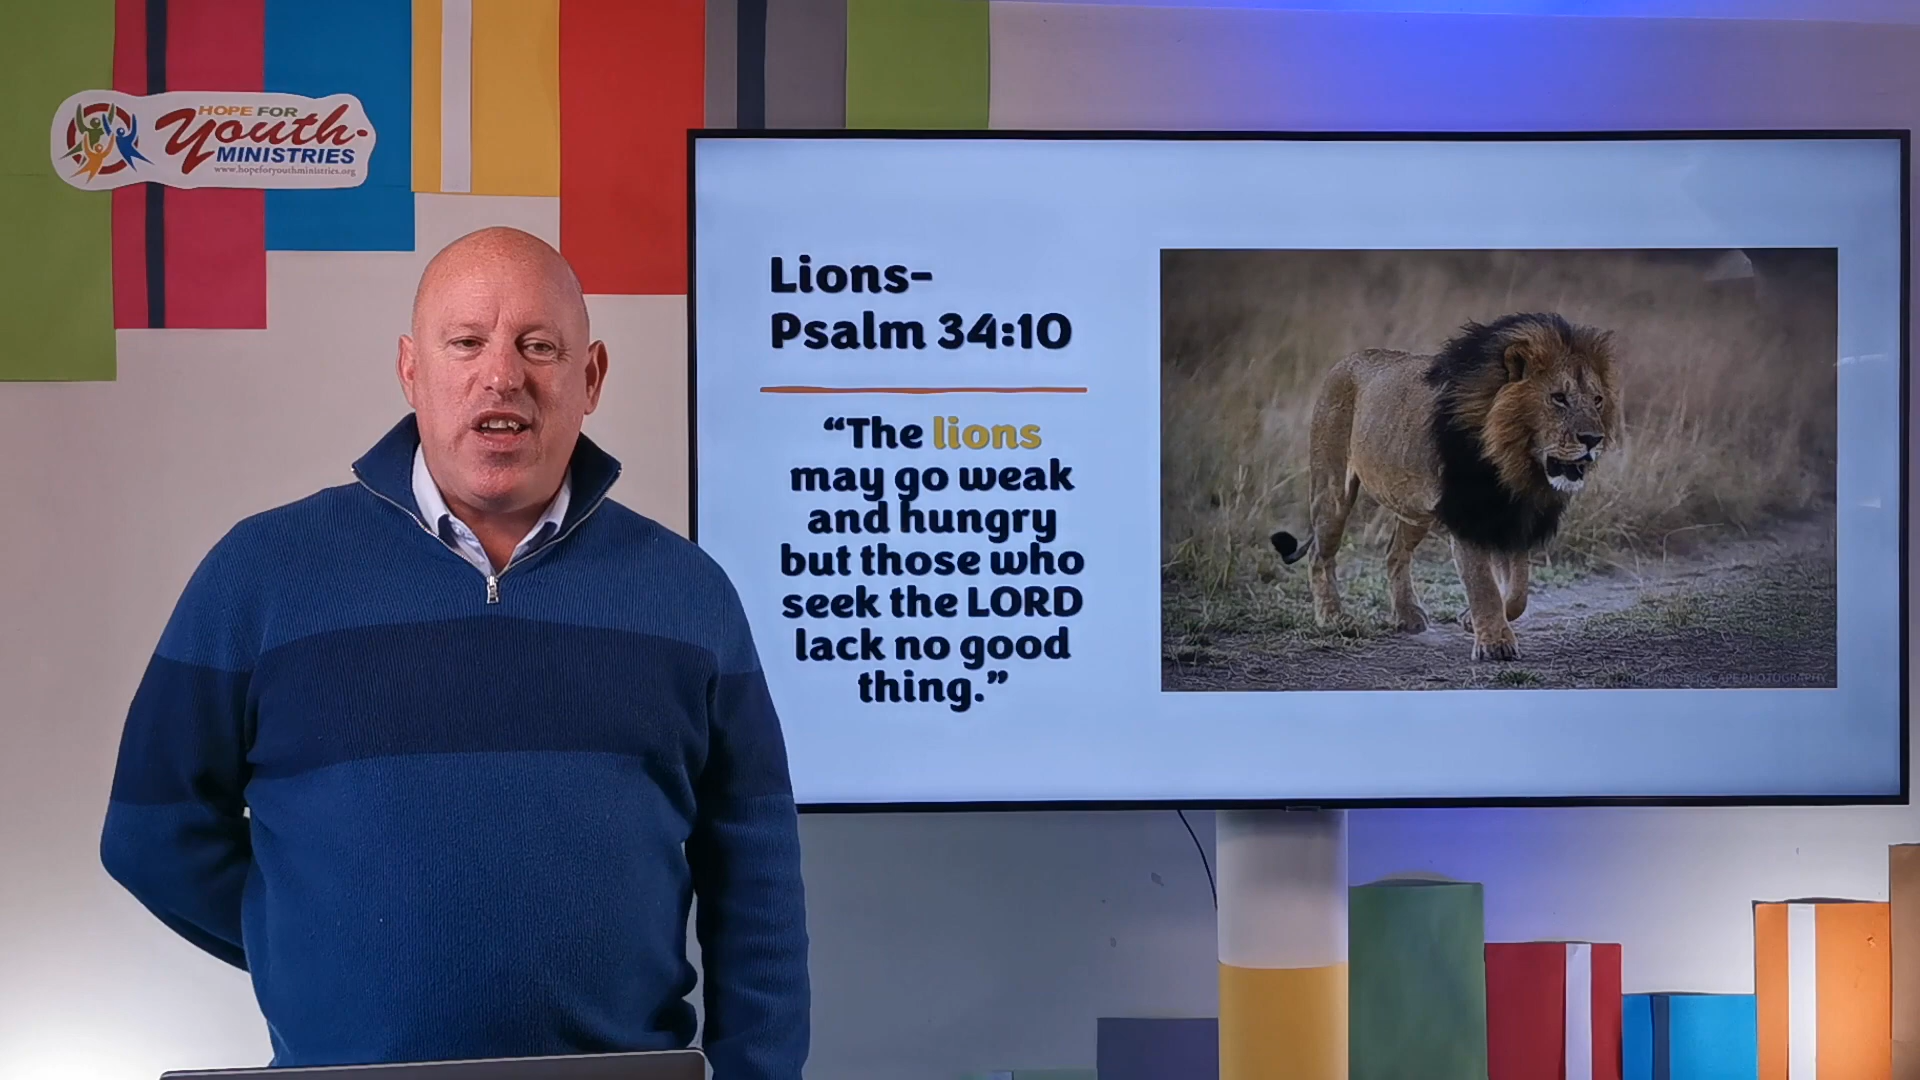 HOPE FOR
Youth
MINISTRIES
www.hopeforyouthministries.org
Lions-
Psalm 34:10
“The lions
may go weak
and hungry
but those who
seek the LORD
lack no good
thing.”